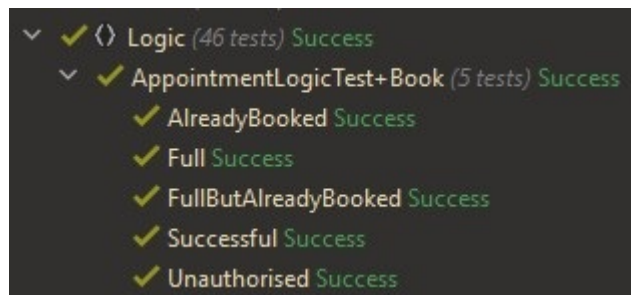 Logic (46 tests) Success
AppointmentLogicTest+Book (5 tests) Success
AlreadyBooked Success
Full Success
FullButAlreadyBooked Success
Successful Success
Unauthorised Success